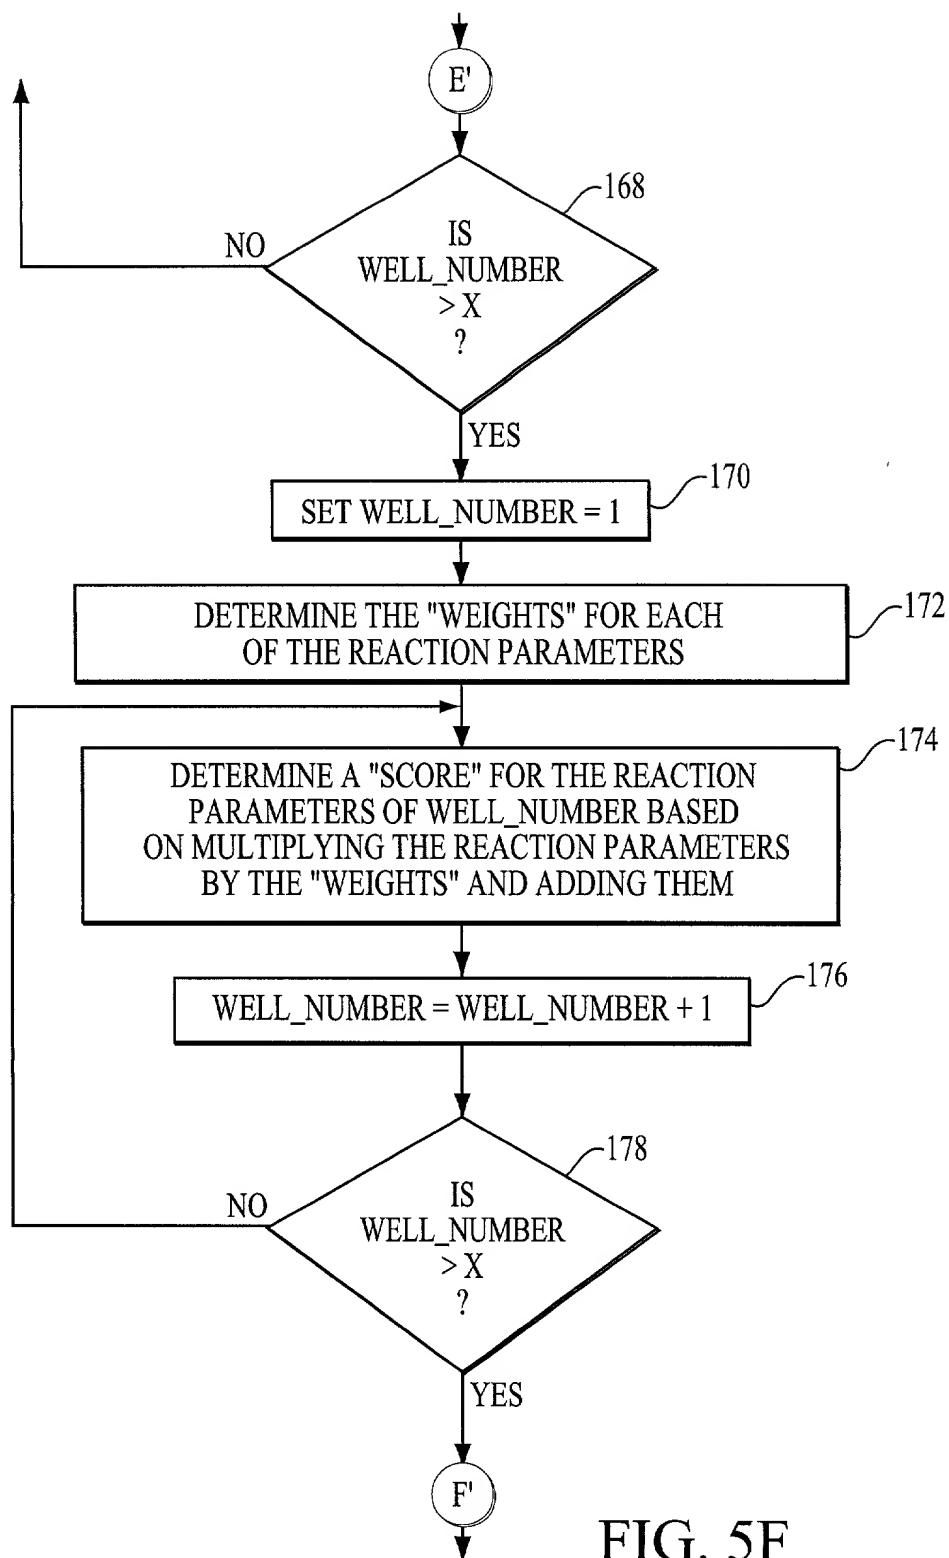 E'
168
IS
WELL_NUMBER
> X
?
NO
YES
170
SET WELL_NUMBER = 1
172
DETERMINE THE "WEIGHTS" FOR EACH
OF THE REACTION PARAMETERS
174
DETERMINE A "SCORE" FOR THE REACTION
PARAMETERS OF WELL_NUMBER BASED
ON MULTIPLYING THE REACTION PARAMETERS
BY THE "WEIGHTS" AND ADDING THEM
176
WELL_NUMBER = WELL_NUMBER + 1
178
IS
WELL_NUMBER
> X
?
NO
YES
F'
FIG. 5F